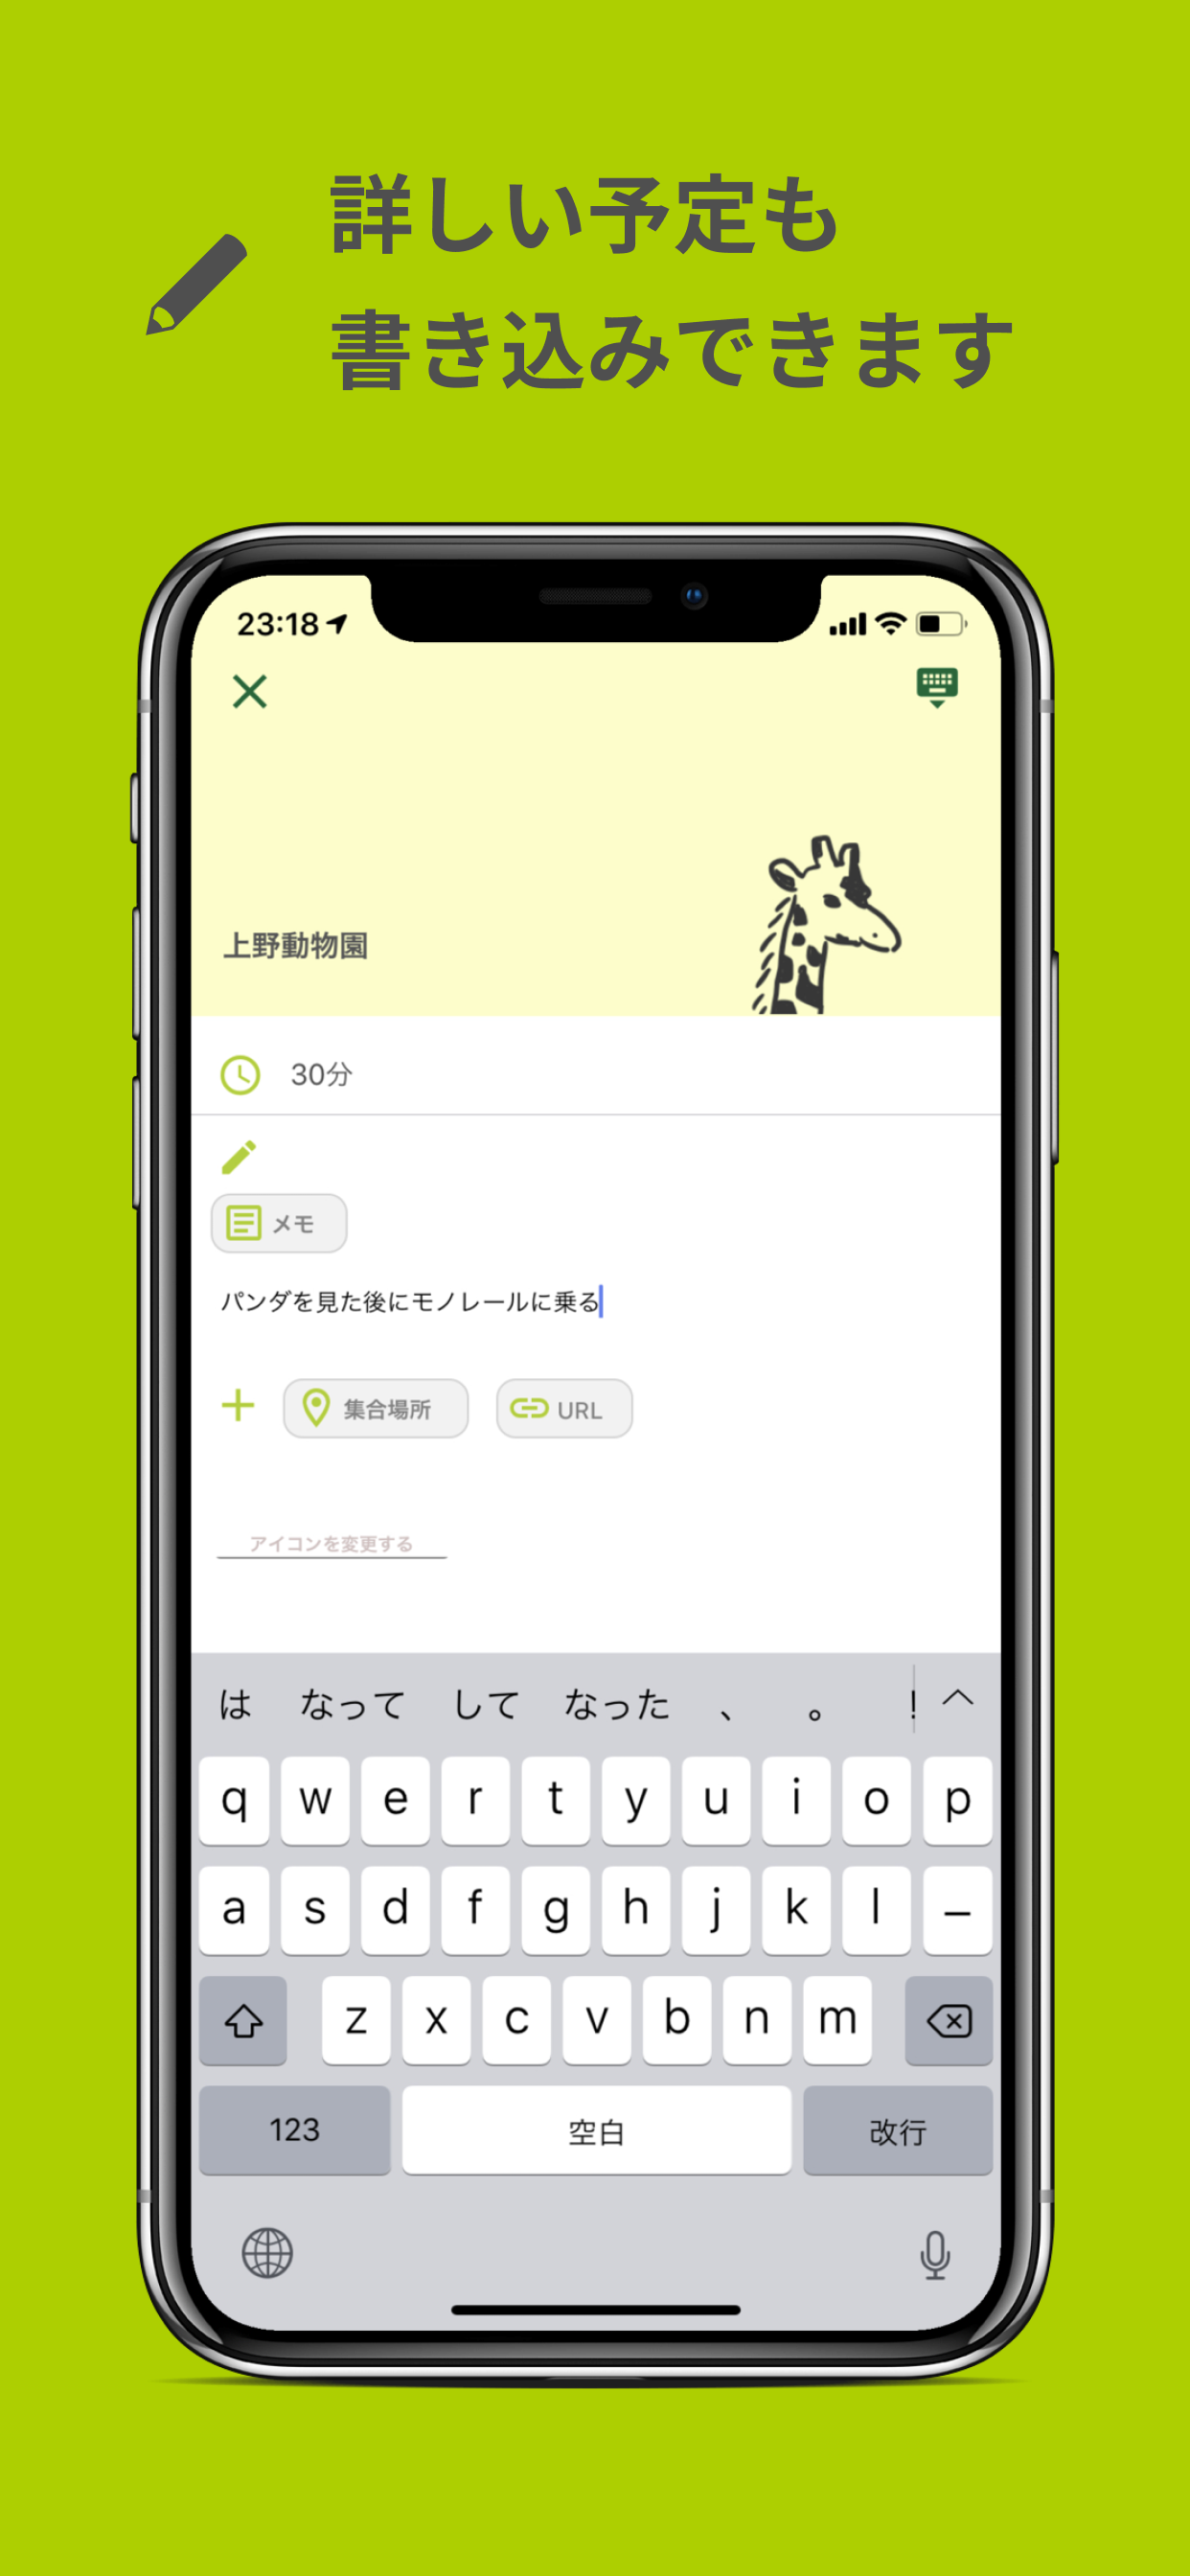 詳しい予定も
書き込みできます
23:18
上野動物園
30分
メモ
パンダを見た後にモノレールに乗る
集合場所 URL
アイコンを変更する
は なって して なった 、 。 !
q w e r t y u i o p
a s d f g h j k l ー
z x c v b n m
123 空白 改行